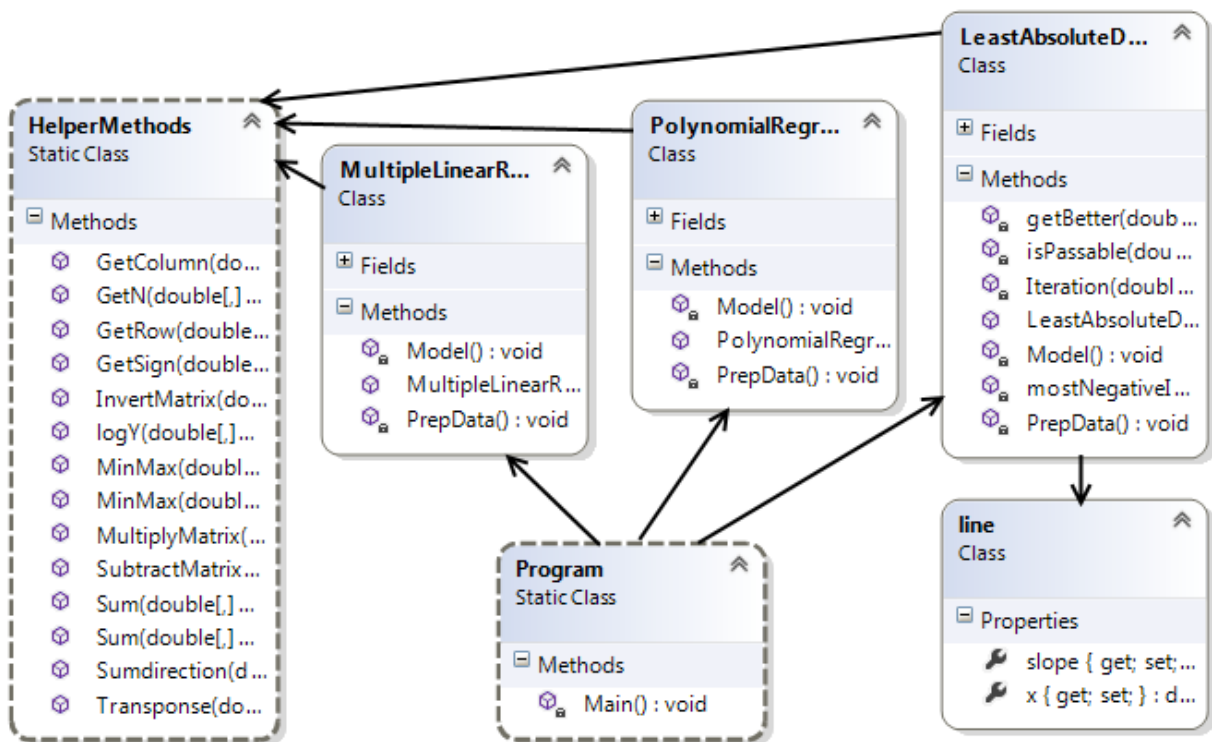 HelperMethods
Static Class
Methods
GetColumn(do...
GetN(double[,] ...
GetRow(double...
GetSign(double...
InvertMatrix(do...
logY(double[,] ...
MinMax(doubl...
MinMax(doubl...
MultiplyMatrix(...
SubtractMatrix...
Sum(double[,] ...
Sum(double[,] ...
Sumdirection(d...
Transponse(do...
MultipleLinearR...
Class
Fields
Methods
Model() : void
MultipleLinearR...
PrepData() : void
PolynomialRegr...
Class
Fields
Methods
Model() : void
PolynomialRegr...
PrepData() : void
LeastAbsoluteD...
Class
Fields
Methods
getBetter(doub...
isPassable(dou...
Iteration(doubl...
LeastAbsoluteD...
Model() : void
mostNegativeI...
PrepData() : void
Program
Static Class
Methods
Main() : void
line
Class
Properties
slope { get; set;...
x { get; set; } : d...